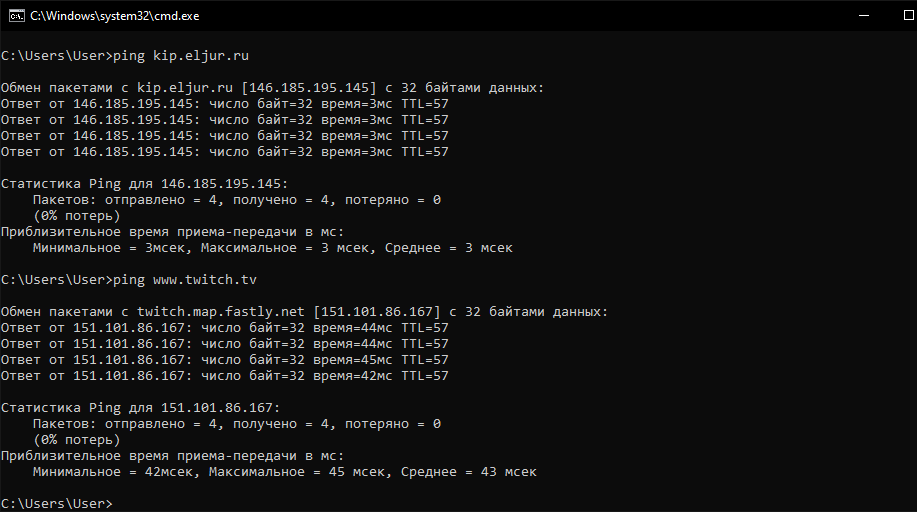 C:\Windows\system32\cmd.exe
C:\Users\User>ping kip.eljur.ru
Обмен пакетами с kip.eljur.ru [146.185.195.145] с 32 байтами данных:
Ответ от 146.185.195.145: число байт=32 время=3мс TTL=57
Ответ от 146.185.195.145: число байт=32 время=3мс TTL=57
Ответ от 146.185.195.145: число байт=32 время=3мс TTL=57
Ответ от 146.185.195.145: число байт=32 время=3мс TTL=57
Статистика Ping для 146.185.195.145:
    Пакетов: отправлено = 4, получено = 4, потеряно = 0
    (0% потерь)
Приблизительное время приема-передачи в мс:
    Минимальное = 3мсек, Максимальное = 3 мсек, Среднее = 3 мсек
C:\Users\User>ping www.twitch.tv
Обмен пакетами с twitch.map.fastly.net [151.101.86.167] с 32 байтами данных:
Ответ от 151.101.86.167: число байт=32 время=44мс TTL=57
Ответ от 151.101.86.167: число байт=32 время=44мс TTL=57
Ответ от 151.101.86.167: число байт=32 время=45мс TTL=57
Ответ от 151.101.86.167: число байт=32 время=42мс TTL=57
Статистика Ping для 151.101.86.167:
    Пакетов: отправлено = 4, получено = 4, потеряно = 0
    (0% потерь)
Приблизительное время приема-передачи в мс:
    Минимальное = 42мсек, Максимальное = 45 мсек, Среднее = 43 мсек
C:\Users\User>